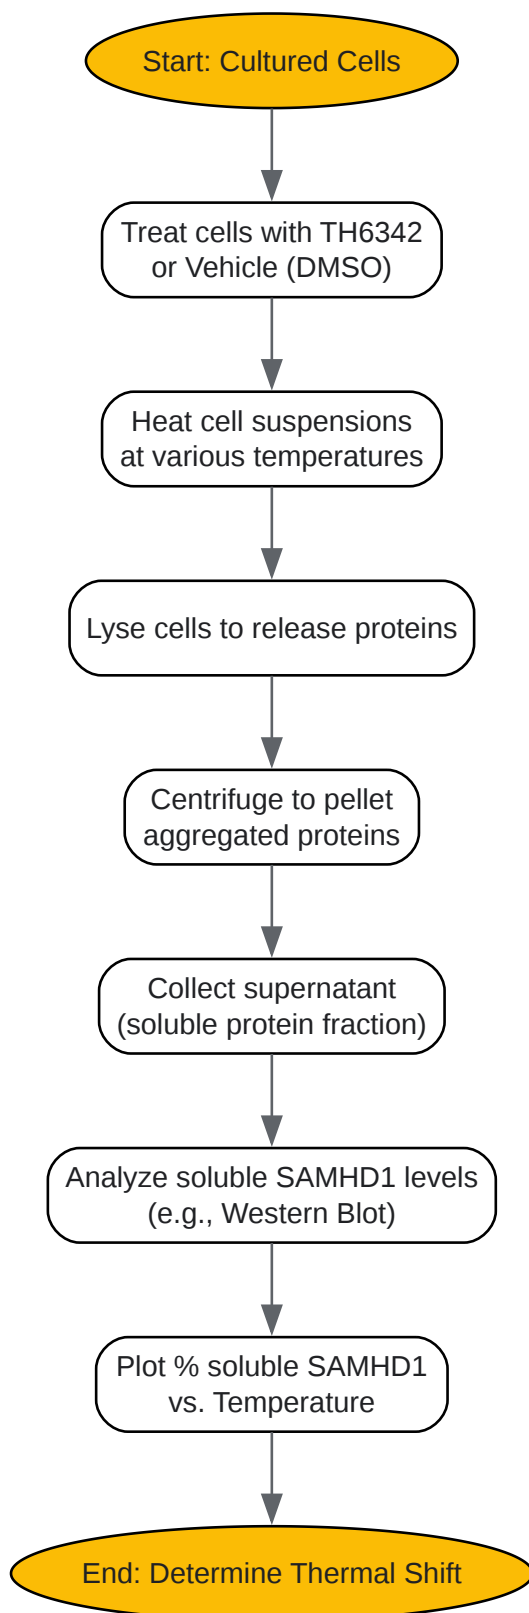 Start: Cultured Cells
Treat cells with TH6342
or Vehicle (DMSO)
Heat cell suspensions
at various temperatures
Lyse cells to release proteins
Centrifuge to pellet
aggregated proteins
Collect supernatant
(soluble protein fraction)
Analyze soluble SAMHD1 levels
(e.g., Western Blot)
Plot % soluble SAMHD1
vs. Temperature
End: Determine Thermal Shift